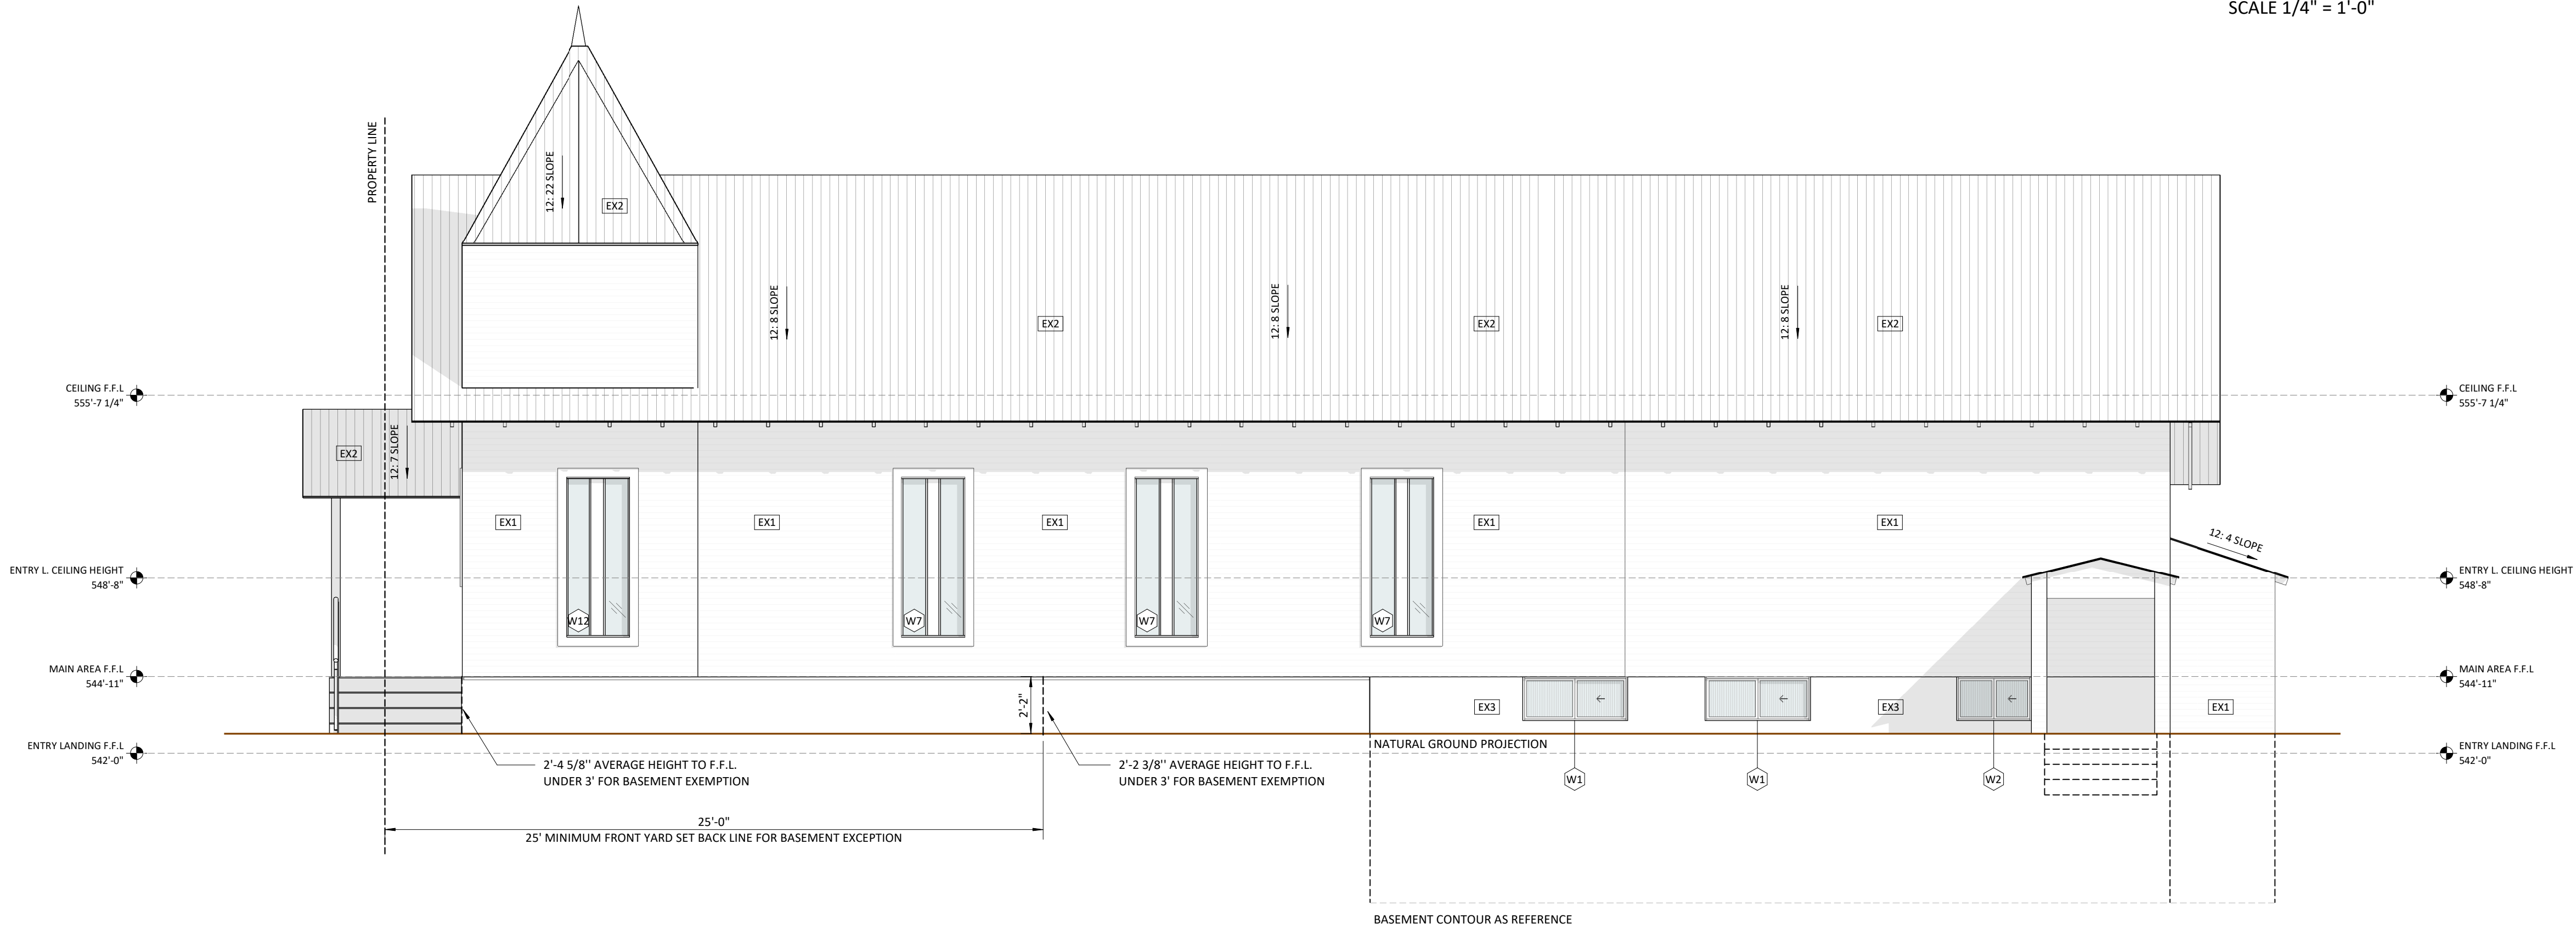 SCALE 1/4" = 1'-0"
PROPERTY LINE
12: 22 SLOPE
EX2
12: 8 SLOPE
EX2
12: 8 SLOPE
EX2
12: 8 SLOPE
EX2
CEILING F.F.L
555'-7 1/4"
CEILING F.F.L
555'-7 1/4"
EX2
12: 7 SLOPE
EX1
EX1
EX1
EX1
EX1
12: 4 SLOPE
ENTRY L. CEILING HEIGHT
548'-8"
ENTRY L. CEILING HEIGHT
548'-8"
W12
W7
W7
W7
MAIN AREA F.F.L
544'-11"
MAIN AREA F.F.L
544'-11"
2'-2"
EX3
EX3
EX1
NATURAL GROUND PROJECTION
ENTRY LANDING F.F.L
542'-0"
ENTRY LANDING F.F.L
542'-0"
2'-4 5/8'' AVERAGE HEIGHT TO F.F.L.
UNDER 3' FOR BASEMENT EXEMPTION
2'-2 3/8'' AVERAGE HEIGHT TO F.F.L.
UNDER 3' FOR BASEMENT EXEMPTION
W1
W1
W2
25'-0"
25' MINIMUM FRONT YARD SET BACK LINE FOR BASEMENT EXCEPTION
BASEMENT CONTOUR AS REFERENCE